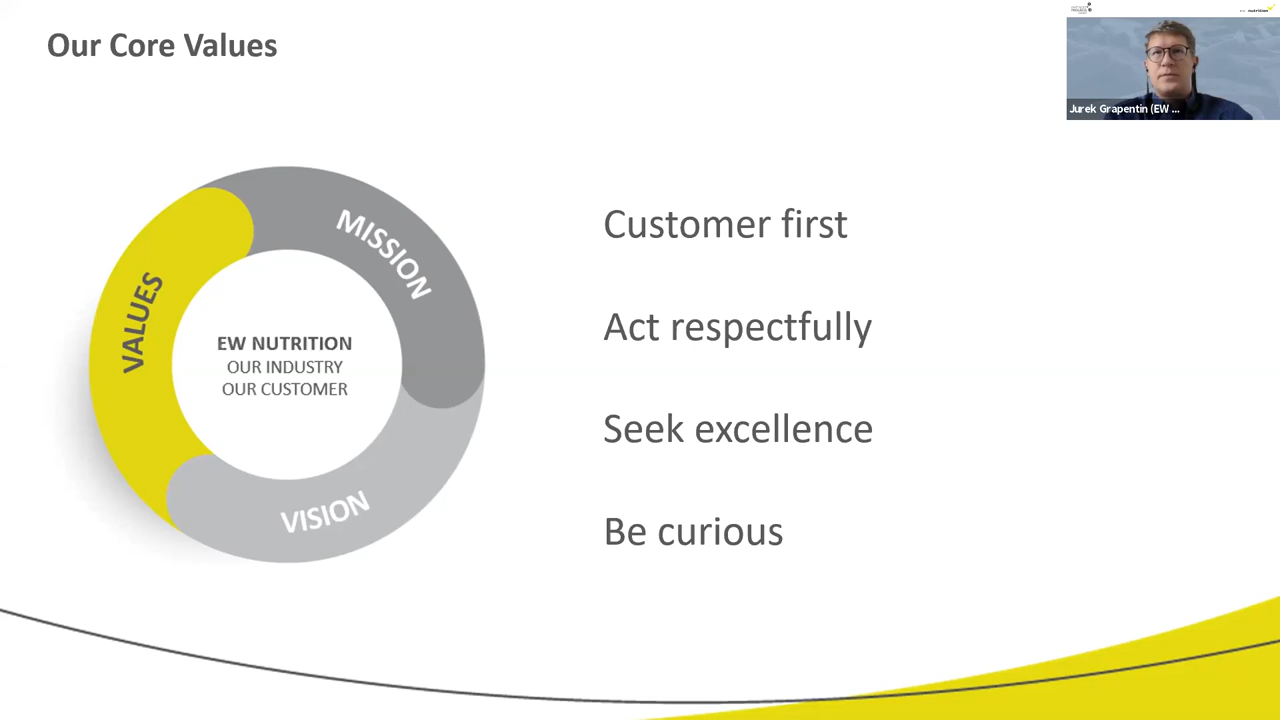 Our Core Values
nutrition
Jurek Grapentin (EW ...
MISSION
VALUES
EW NUTRITION
OUR INDUSTRY
OUR CUSTOMER
VISION
Customer first
Act respectfully
Seek excellence
Be curious